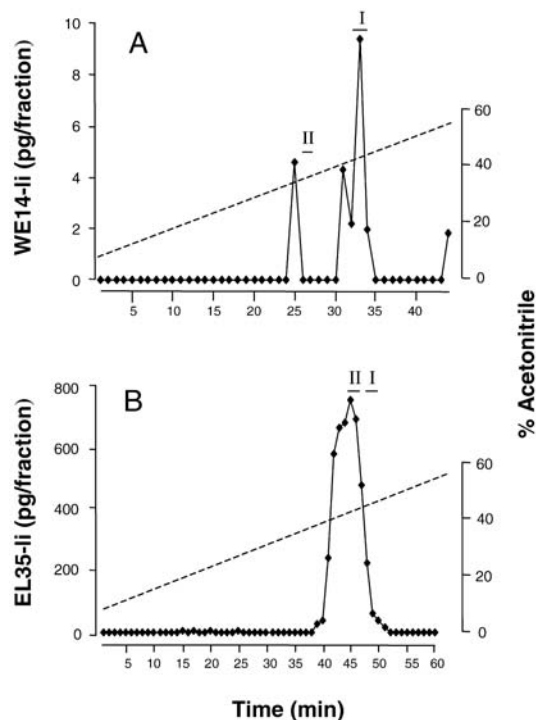 A
I
II
WE14-li (pg/fraction)
10
8
6
4
2
0
60
40
20
0
5 10 15 20 25 30 35 40
B
II I
EL35-li (pg/fraction)
800
600
400
200
0
60
40
20
0
5 10 15 20 25 30 35 40 45 50 55 60
% Acetonitrile
Time (min)